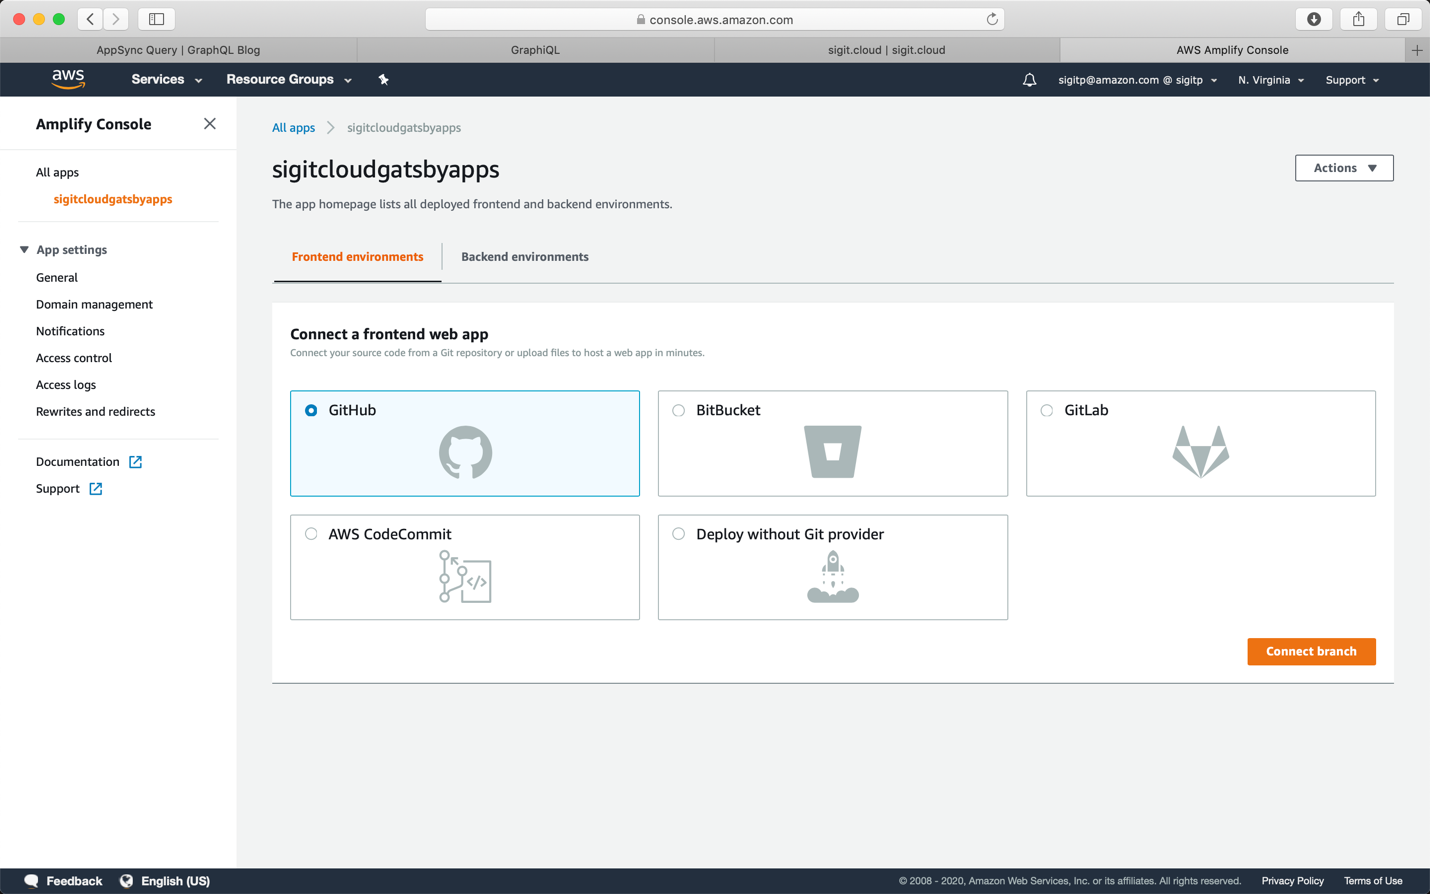 console.aws.amazon.com
AppSync Query | GraphQL Blog
GraphiQL
sigit.cloud | sigit.cloud
AWS Amplify Console
aws
Services
Resource Groups
sigitp@amazon.com @ sigitp
N. Virginia
Support
Amplify Console
All apps
sigitcloudgatsbyapps
App settings
General
Domain management
Notifications
Access control
Access logs
Rewrites and redirects
Documentation
Support
All apps
sigitcloudgatsbyapps
sigitcloudgatsbyapps
Actions
The app homepage lists all deployed frontend and backend environments.
Frontend environments
Backend environments
Connect a frontend web app
Connect your source code from a Git repository or upload files to host a web app in minutes.
GitHub
BitBucket
GitLab
AWS CodeCommit
</>
Deploy without Git provider
Connect branch
Feedback
English (US)
© 2008 - 2020, Amazon Web Services, Inc. or its affiliates. All rights reserved.
Privacy Policy
Terms of Use